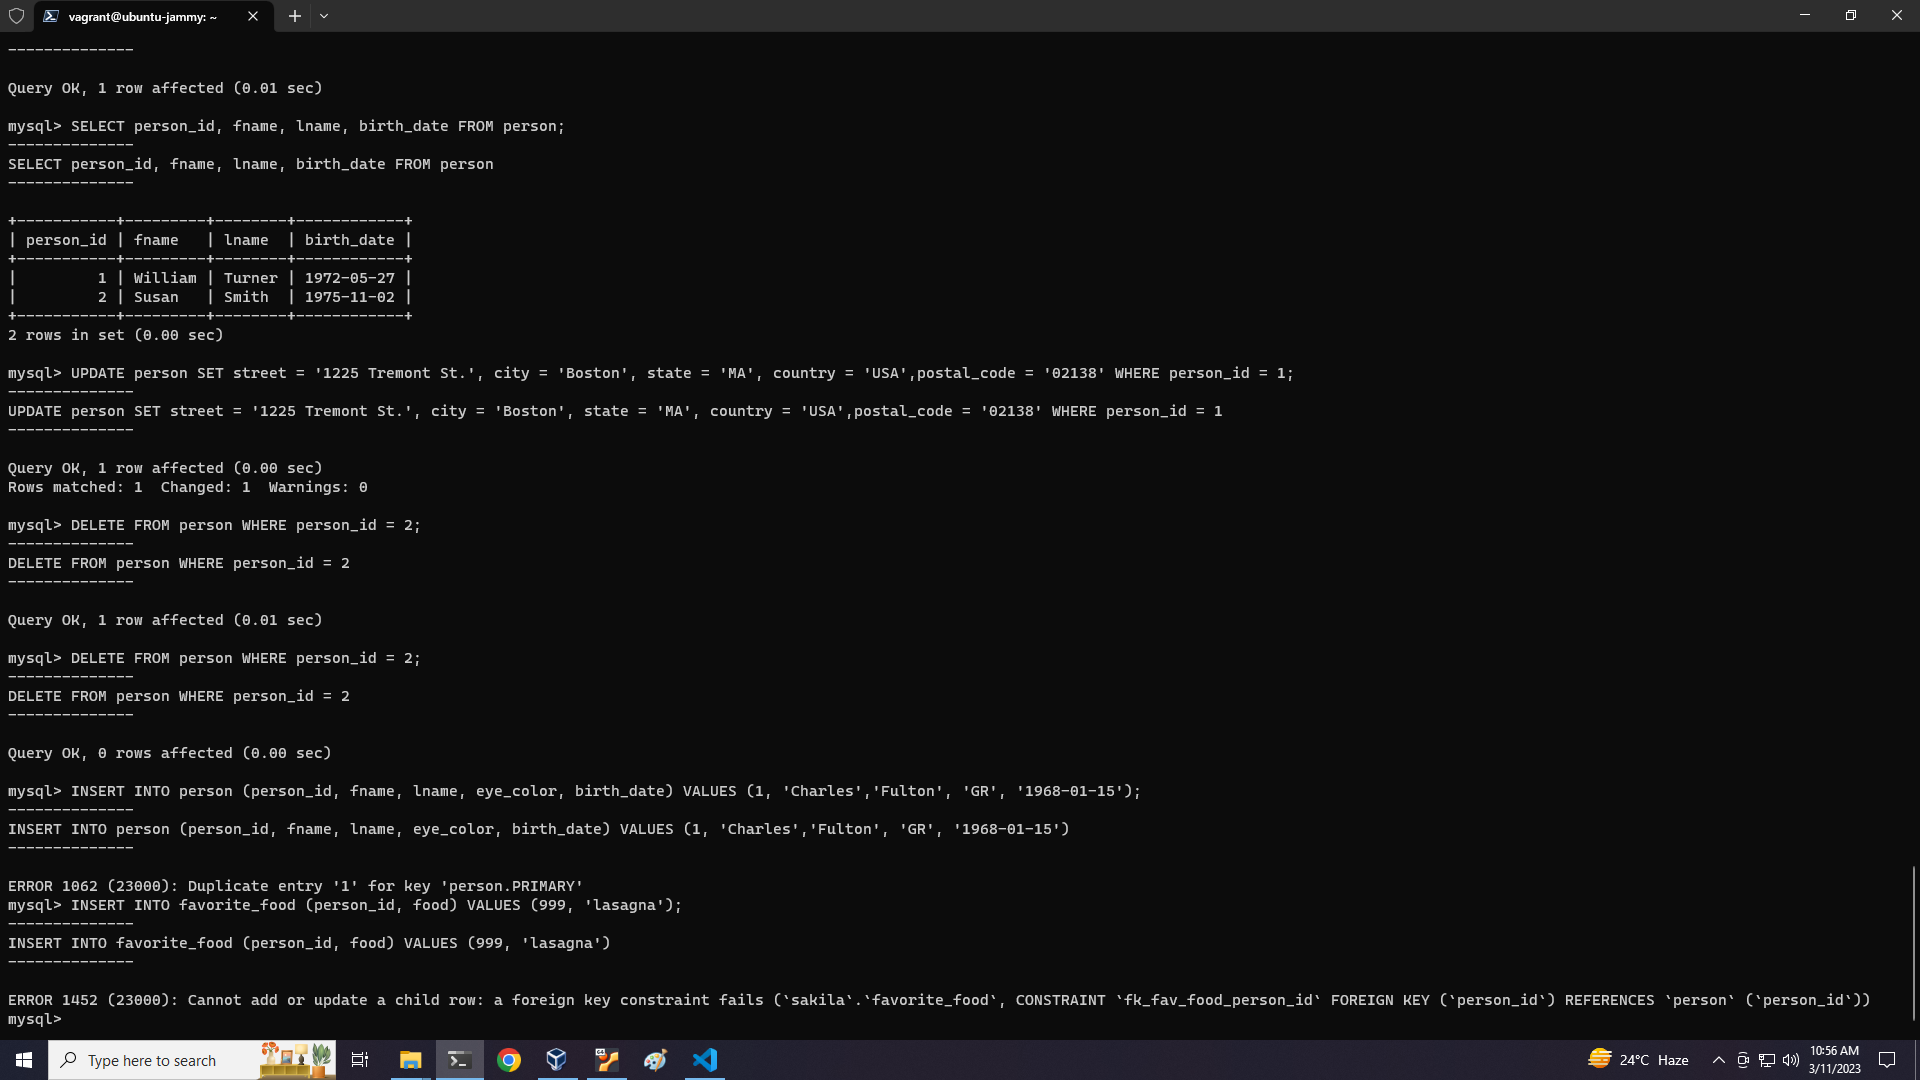 vagrant@ubuntu-jammy: ~
--------------
Query OK, 1 row affected (0.01 sec)
mysql> SELECT person_id, fname, lname, birth_date FROM person;
--------------
SELECT person_id, fname, lname, birth_date FROM person
--------------
+-----------+---------+--------+------------+
| person_id | fname   | lname  | birth_date |
+-----------+---------+--------+------------+
|         1 | William | Turner | 1972-05-27 |
|         2 | Susan   | Smith  | 1975-11-02 |
+-----------+---------+--------+------------+
2 rows in set (0.00 sec)
mysql> UPDATE person SET street = '1225 Tremont St.', city = 'Boston', state = 'MA', country = 'USA',postal_code = '02138' WHERE person_id = 1;
--------------
UPDATE person SET street = '1225 Tremont St.', city = 'Boston', state = 'MA', country = 'USA',postal_code = '02138' WHERE person_id = 1
--------------
Query OK, 1 row affected (0.00 sec)
Rows matched: 1  Changed: 1  Warnings: 0
mysql> DELETE FROM person WHERE person_id = 2;
--------------
DELETE FROM person WHERE person_id = 2
--------------
Query OK, 1 row affected (0.01 sec)
mysql> DELETE FROM person WHERE person_id = 2;
--------------
DELETE FROM person WHERE person_id = 2
--------------
Query OK, 0 rows affected (0.00 sec)
mysql> INSERT INTO person (person_id, fname, lname, eye_color, birth_date) VALUES (1, 'Charles','Fulton', 'GR', '1968-01-15');
--------------
INSERT INTO person (person_id, fname, lname, eye_color, birth_date) VALUES (1, 'Charles','Fulton', 'GR', '1968-01-15')
--------------
ERROR 1062 (23000): Duplicate entry '1' for key 'person.PRIMARY'
mysql> INSERT INTO favorite_food (person_id, food) VALUES (999, 'lasagna');
--------------
INSERT INTO favorite_food (person_id, food) VALUES (999, 'lasagna')
--------------
ERROR 1452 (23000): Cannot add or update a child row: a foreign key constraint fails (`sakila`.`favorite_food`, CONSTRAINT `fk_fav_food_person_id` FOREIGN KEY (`person_id`) REFERENCES `person` (`person_id`))
mysql>
Type here to search
24°C Haze
10:56 AM
3/11/2023